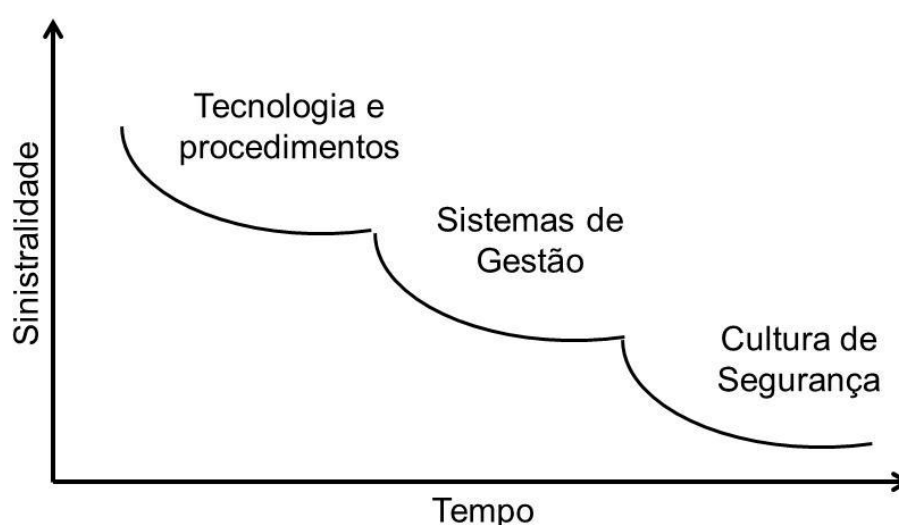 Tecnologia e
procedimentos
Sistemas de
Gestão
Cultura de
Segurança
Sinistralidade
Tempo